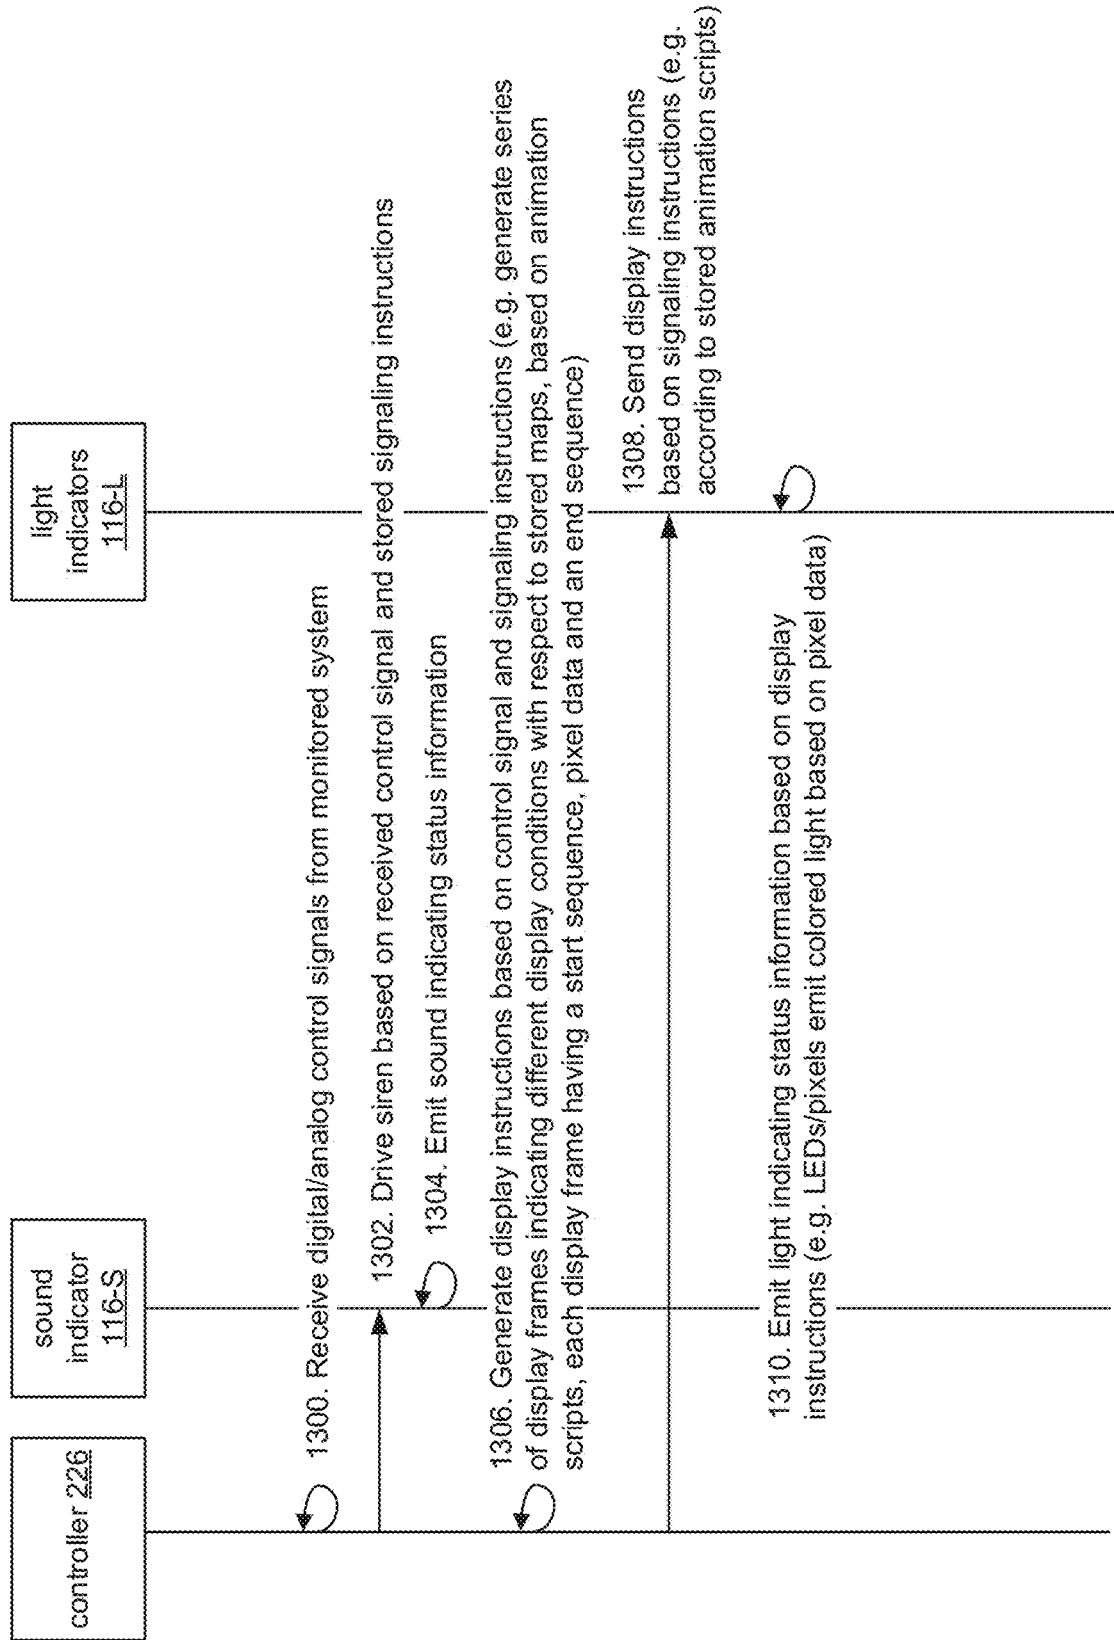 controller 226
sound
indicator
116-S
light
indicators
116-L
1300. Receive digital/analog control signals from monitored system
1302. Drive siren based on received control signal and stored signaling instructions
1304. Emit sound indicating status information
1306. Generate display instructions based on control signal and signaling instructions (e.g. generate series
of display frames indicating different display conditions with respect to stored maps, based on animation
scripts, each display frame having a start sequence, pixel data and an end sequence)
1308. Send display instructions
based on signaling instructions (e.g.
according to stored animation scripts)
1310. Emit light indicating status information based on display
instructions (e.g. LEDs/pixels emit colored light based on pixel data)